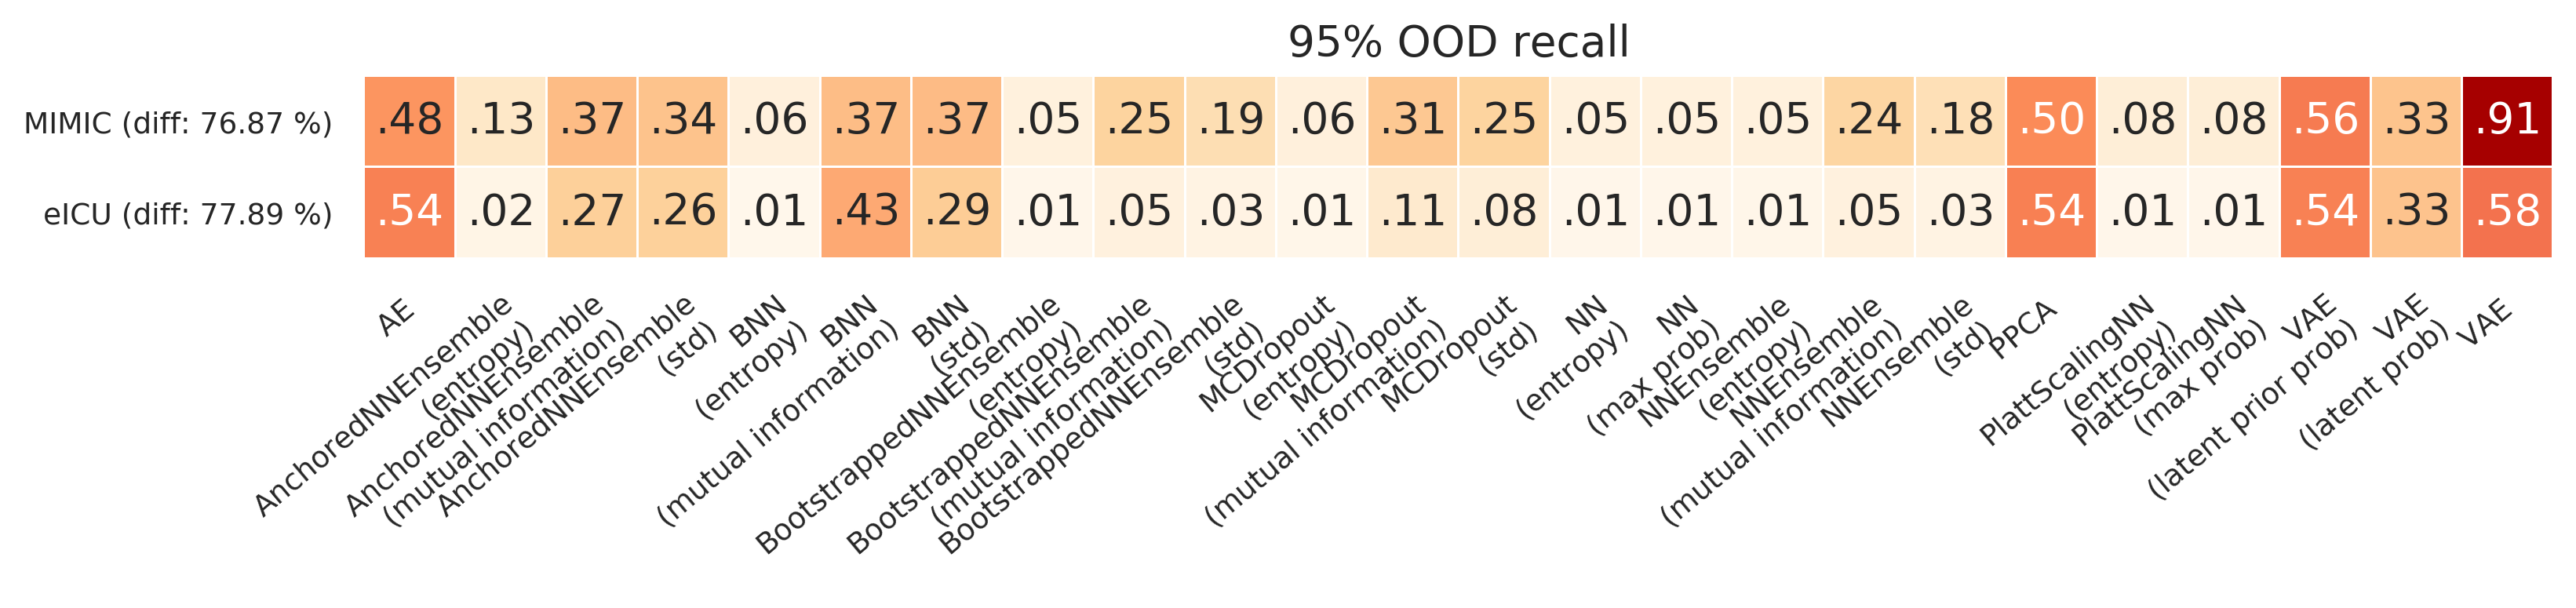 95% OOD recall
MIMIC (diff: 76.87 %) .48 .13 .37 .34 .06 .37 .37 .05 .25 .19 .06 .31 .25 .05 .05 .05 .24 .18 .50 .08 .08 .56 .33 .91
eICU (diff: 77.89 %) .54 .02 .27 .26 .01 .43 .29 .01 .05 .03 .01 .11 .08 .01 .01 .01 .05 .03 .54 .01 .01 .54 .33 .58
AE
AnchoredNNEnsemble
(entropy)
AnchoredNNEnsemble
(mutual information)
AnchoredNNEnsemble
(std)
BNN
(entropy)
BNN
(mutual information)
BNN
(std)
BootstrappedNNEnsemble
(entropy)
BootstrappedNNEnsemble
(mutual information)
BootstrappedNNEnsemble
(std)
MCDropout
(entropy)
MCDropout
(mutual information)
MCDropout
(std)
NN
(entropy)
NN
(max prob)
NNEnsemble
(entropy)
NNEnsemble
(mutual information)
NNEnsemble
(std)
PPCA
PlattScalingNN
(entropy)
PlattScalingNN
(max prob)
VAE
(latent prior prob)
VAE
(latent prob)
VAE